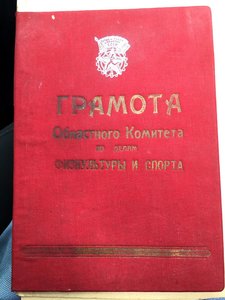 ГРАМОТА
Областного Комитета
по делам
ФИЗКУЛЬТУРЫ И СПОРТА